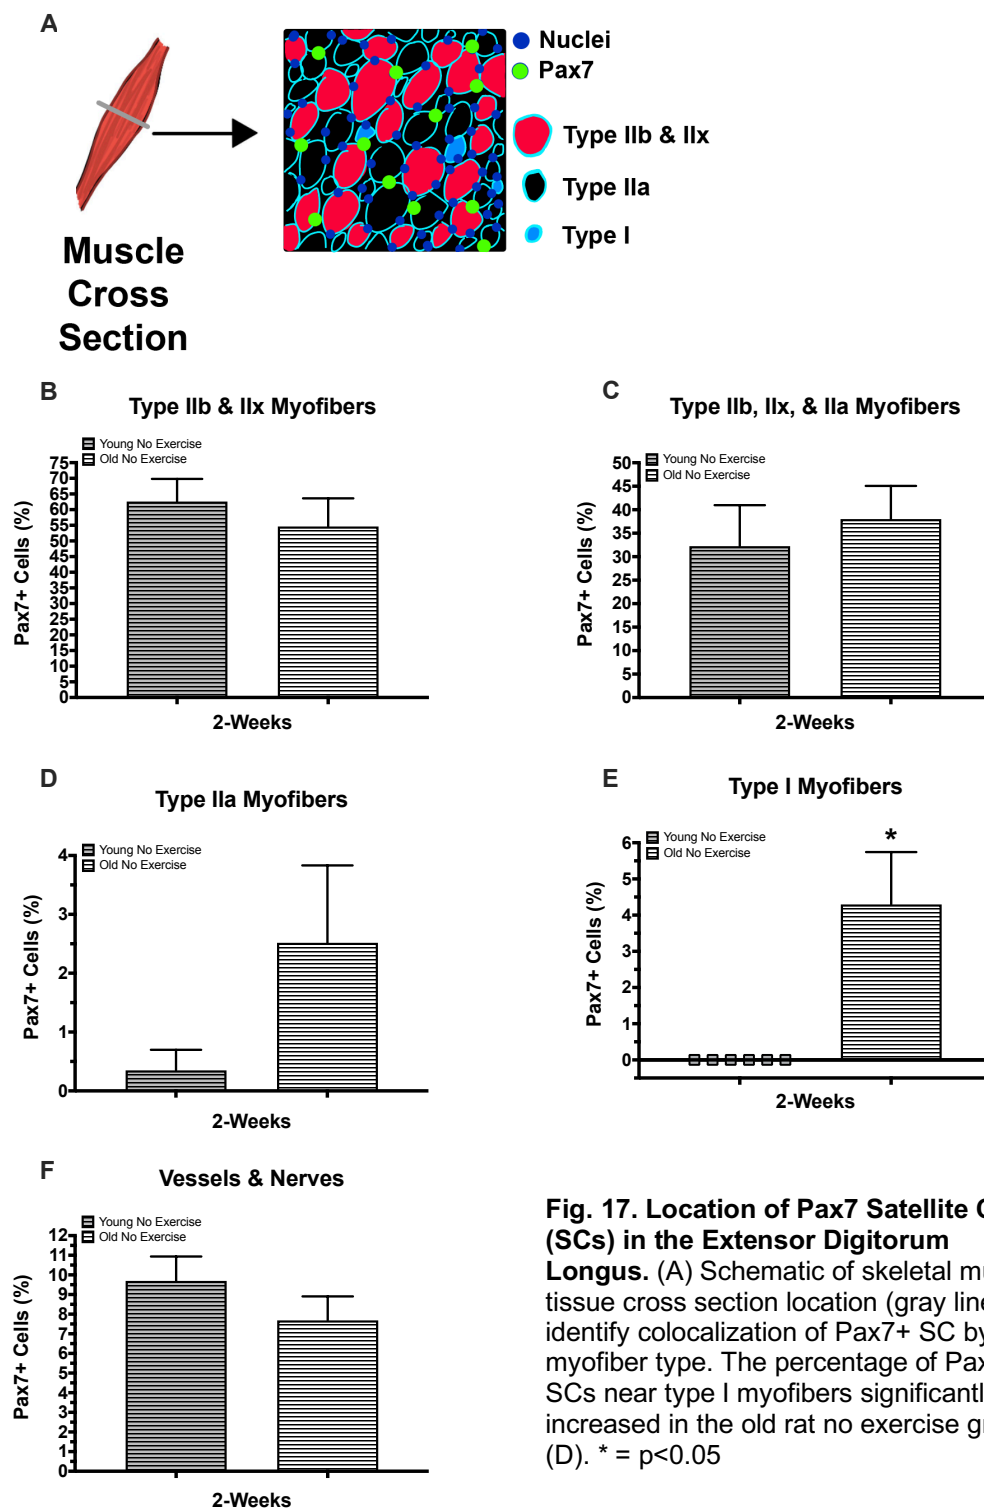 A
Nuclei
Pax7
Type IIb & IIx
Type IIa
Type I
Muscle
Cross
Section
B
Type IIb & IIx Myofibers
Young No Exercise
Old No Exercise
75
70
65
60
55
50
45
40
35
30
25
20
15
10
5
0
Pax7+ Cells (%)
2-Weeks
C
Type IIb, IIx, & IIa Myofibers
Young No Exercise
Old No Exercise
50
45
40
35
30
25
20
15
10
5
0
Pax7+ Cells (%)
2-Weeks
D
Type IIa Myofibers
Young No Exercise
Old No Exercise
4
3
2
1
0
Pax7+ Cells (%)
2-Weeks
E
Type I Myofibers
Young No Exercise
Old No Exercise
*
6
5
4
3
2
1
0
Pax7+ Cells (%)
2-Weeks
F
Vessels & Nerves
Young No Exercise
Old No Exercise
12
11
10
9
8
7
6
5
4
3
2
1
0
Pax7+ Cells (%)
2-Weeks
Fig. 17. Location of Pax7 Satellite
(SCs) in the Extensor Digitorum
Longus. (A) Schematic of skeletal
tissue cross section location (gray line
identify colocalization of Pax7+ SC by
myofiber type. The percentage of
SCs near type I myofibers
increased in the old rat no exercise
(D). * = p<0.05